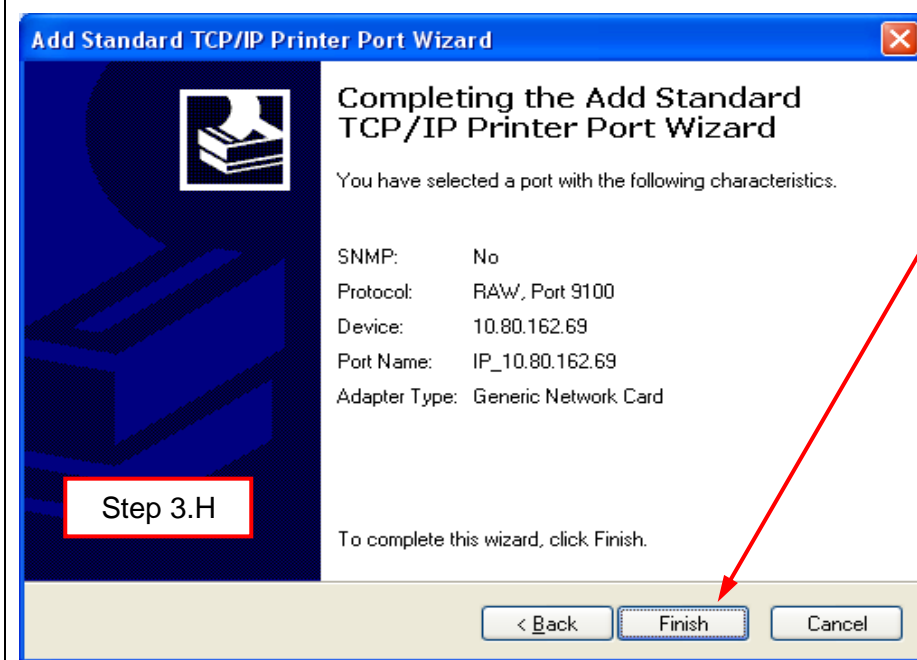 Add Standard TCP/IP Printer Port Wizard
Completing the Add Standard
TCP/IP Printer Port Wizard
You have selected a port with the following characteristics.
SNMP: No
Protocol: RAW, Port 9100
Device: 10.80.162.69
Port Name: IP_10.80.162.69
Adapter Type: Generic Network Card
Step 3.H
To complete this wizard, click Finish.
< Back Finish Cancel